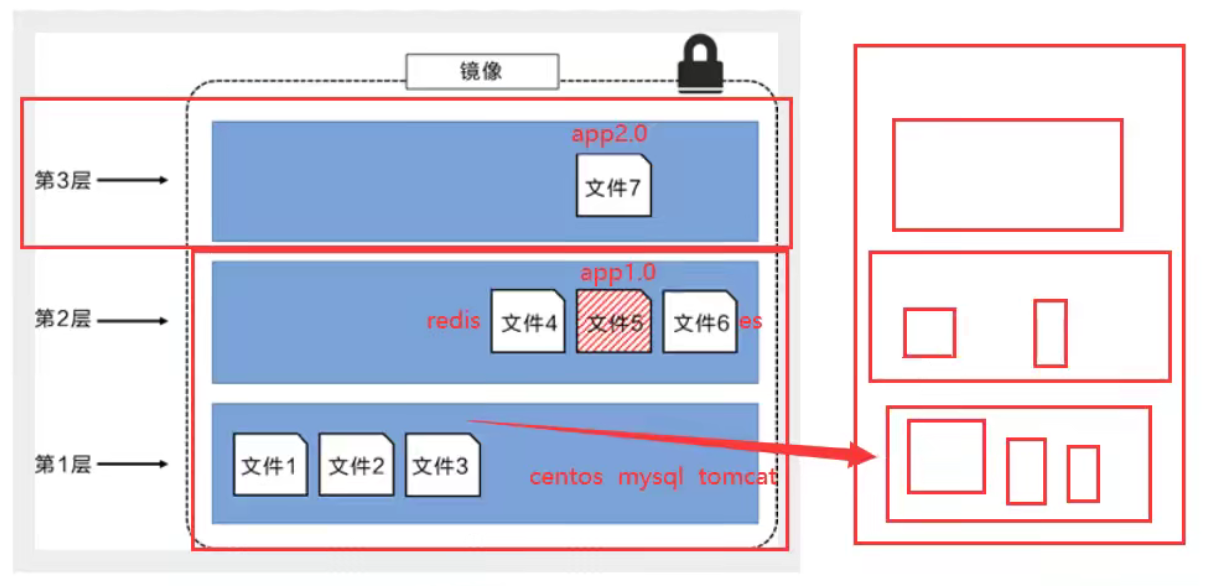 镜像
app2.0
第3层
文件7
app1.0
第2层
redis
文件4
文件5
文件6
es
第1层
文件1
文件2
文件3
centos mysql tomcat